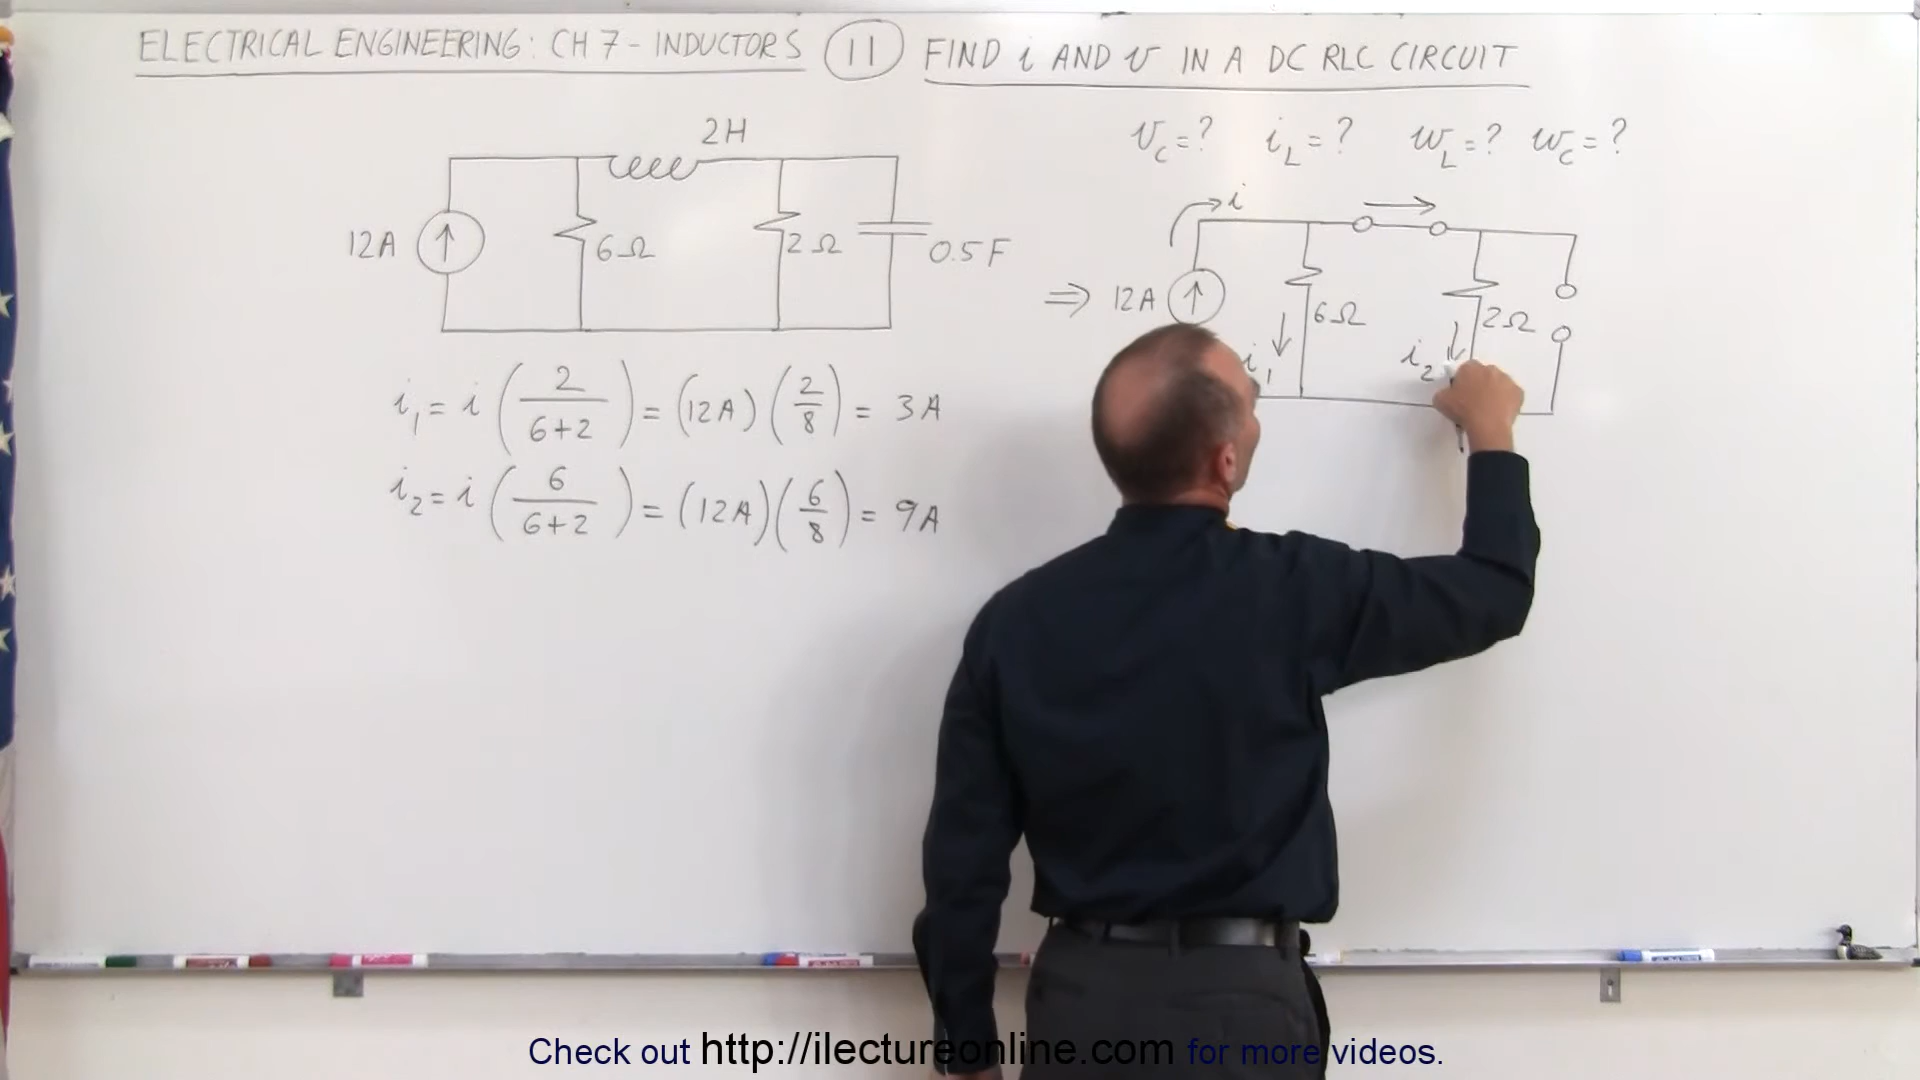 ELECTRICAL ENGINEERING: CH 7 - INDUCTORS 11 FIND i AND v IN A DC RLC CIRCUIT
v_C = ? i_L = ? w_L = ? w_C = ?
2H
12A
6Ω
2Ω
0.5F
i
⇒ 12A
6Ω
2Ω
i_1
i_2
i_1 = i (2/(6+2)) = (12A)(2/8) = 3A
i_2 = i (6/(6+2)) = (12A)(6/8) = 9A
Check out http://ilectureonline.com for more videos.